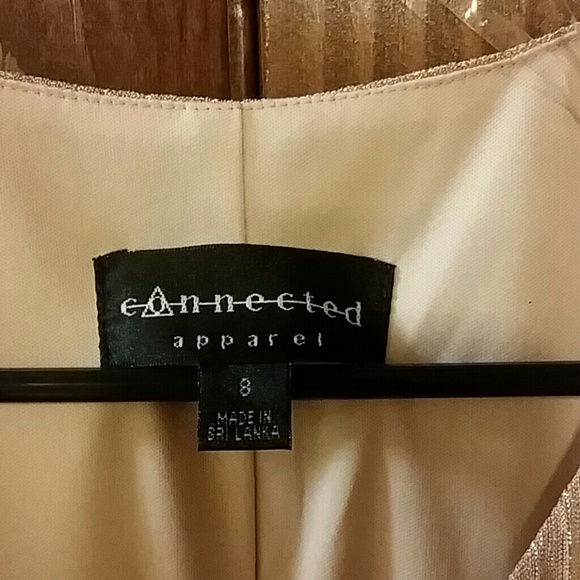 connected
apparel
8
MADE IN
SRI LANKA